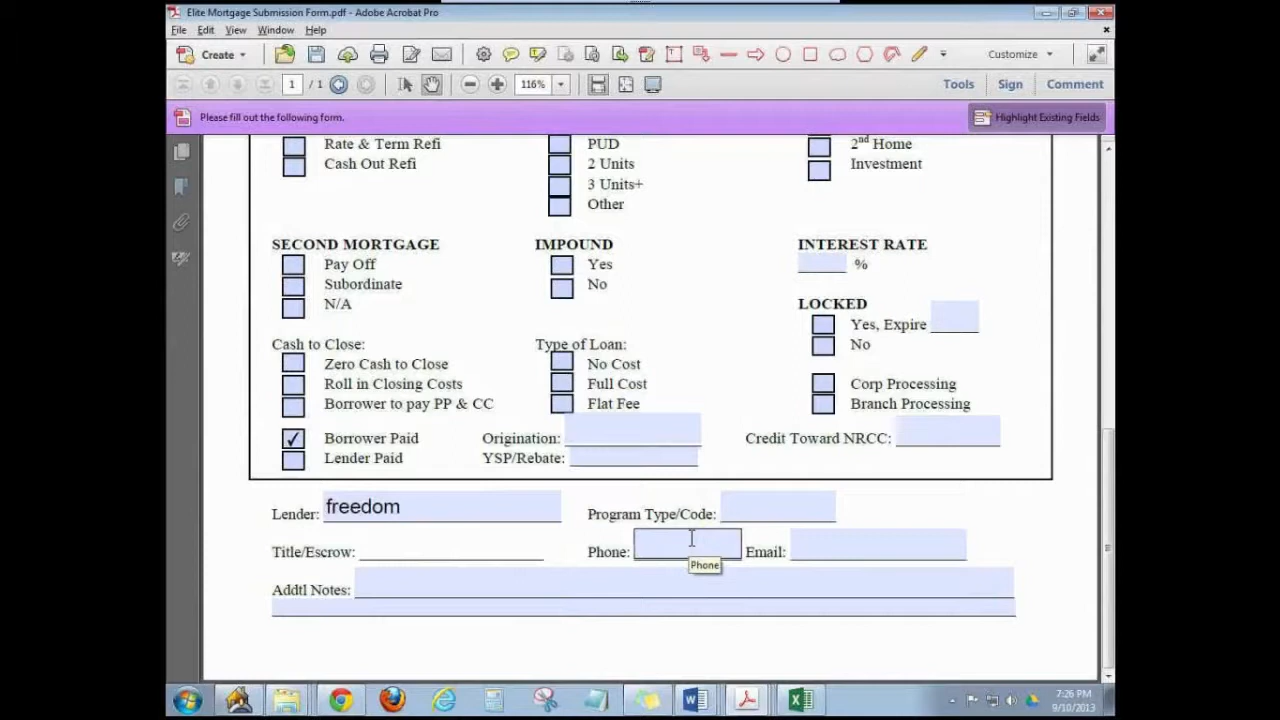 Elite Mortgage Submission Form.pdf - Adobe Acrobat Pro
File Edit View Window Help
Create Customize
1 / 1 116% Tools Sign Comment
Please fill out the following form. Highlight Existing Fields
Rate & Term Refi PUD 2nd Home
Cash Out Refi 2 Units Investment
3 Units+
Other
SECOND MORTGAGE IMPOUND INTEREST RATE
Pay Off Yes %
Subordinate No
N/A LOCKED
Yes, Expire
Cash to Close: Type of Loan: No
Zero Cash to Close No Cost
Roll in Closing Costs Full Cost Corp Processing
Borrower to pay PP & CC Flat Fee Branch Processing
Borrower Paid Origination: Credit Toward NRCC:
Lender Paid YSP/Rebate:
Lender: freedom Program Type/Code:
Title/Escrow: Phone: Email:
Phone
Addtl Notes:
7:26 PM
9/10/2013